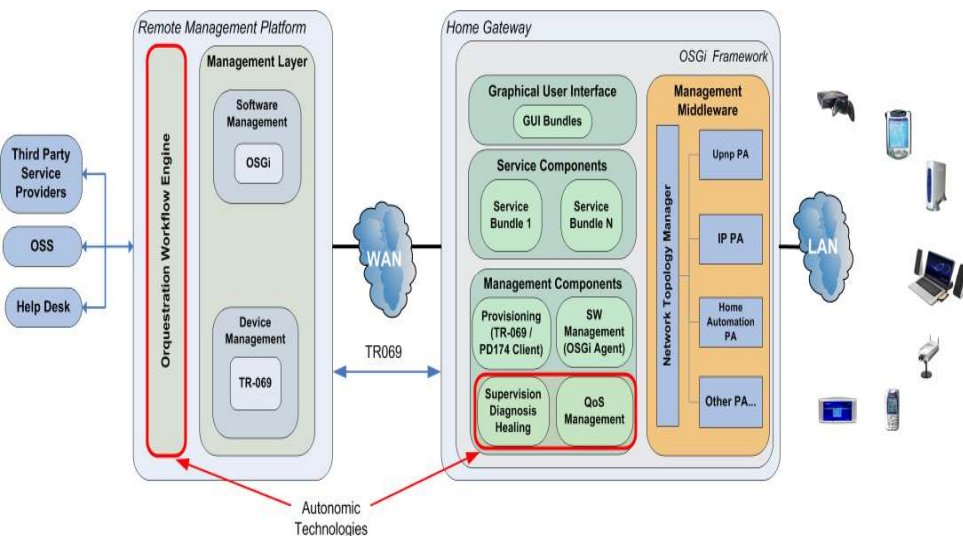 Remote Management Platform
Orquestration Workflow Engine
Management Layer
Software
Management
OSGi
Device
Management
TR-069
Third Party
Service
Providers
OSS
Help Desk
WAN
TR069
Home Gateway
OSGi Framework
Graphical User Interface
GUI Bundles
Service Components
Service
Bundle 1
Service
Bundle N
Management Components
Provisioning
(TR-069 /
PD174 Client)
SW
Management
(OSGi Agent)
Supervision
Diagnosis
Healing
QoS
Management
Management
Middleware
Network Topology Manager
Upnp PA
IP PA
Home
Automation
PA
Other PA...
LAN
Autonomic
Technologies